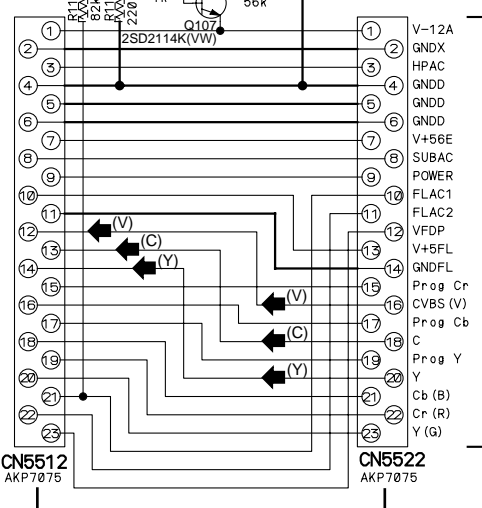 R11
82k
R11
220
56k
Q107
2SD2114K(VW)
1 1 V-12A
2 2 GNDX
3 3 HPAC
4 4 GNDD
5 5 GNDD
6 6 GNDD
7 7 V+56E
8 8 SUBAC
9 9 POWER
10 10 FLAC1
11 11 FLAC2
12 (V) 12 VFDP
13 (C) 13 V+5FL
14 (Y) 14 GNDFL
15 15 Prog Cr
16 (V) 16 CVBS (V)
17 17 Prog Cb
18 (C) 18 C
19 19 Prog Y
20 (Y) 20 Y
21 21 Cb (B)
22 22 Cr (R)
23 23 Y (G)
CN5512 CN5522
AKP7075 AKP7075